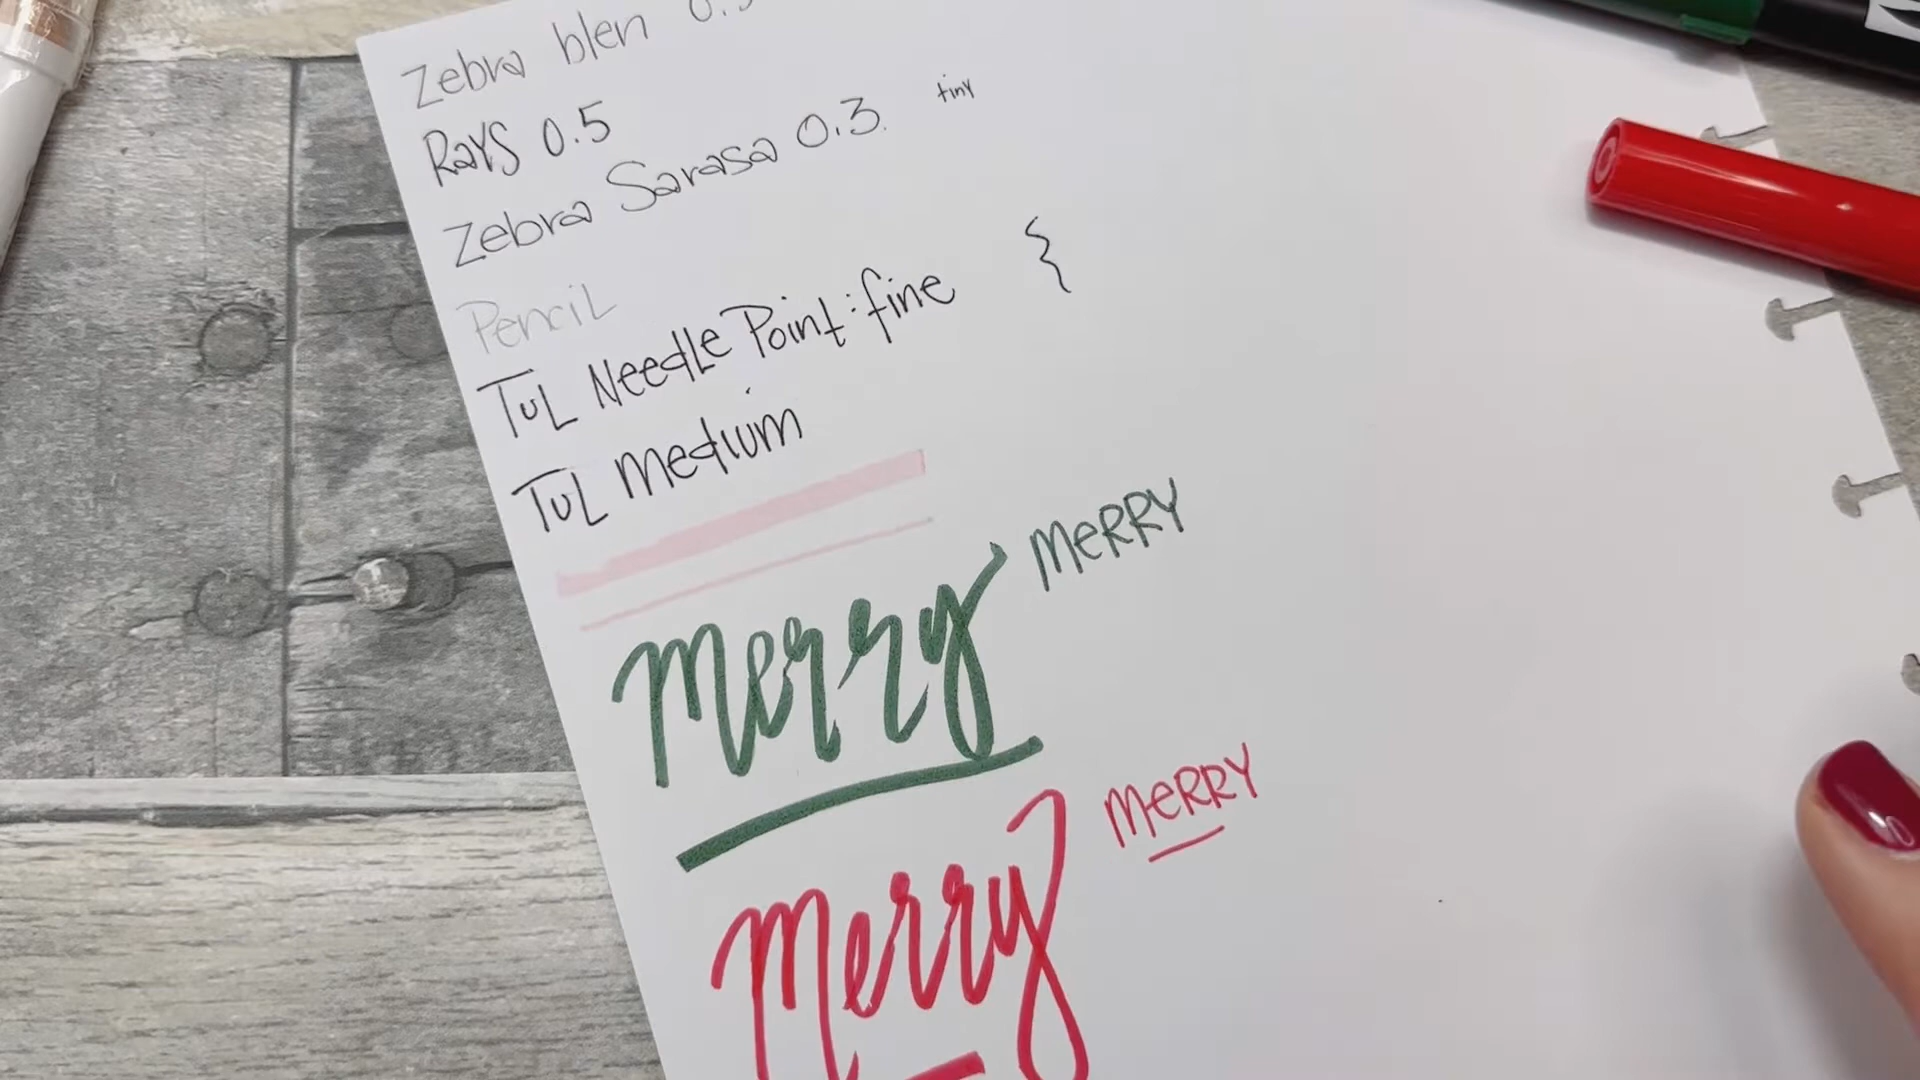 Zebra blen
RaYS 0.5
Zebra Sarasa 0.3 tiny
PenciL
TuL NeedLe Point: fine
TuL medium
merry MeRRY
merry MeRRY